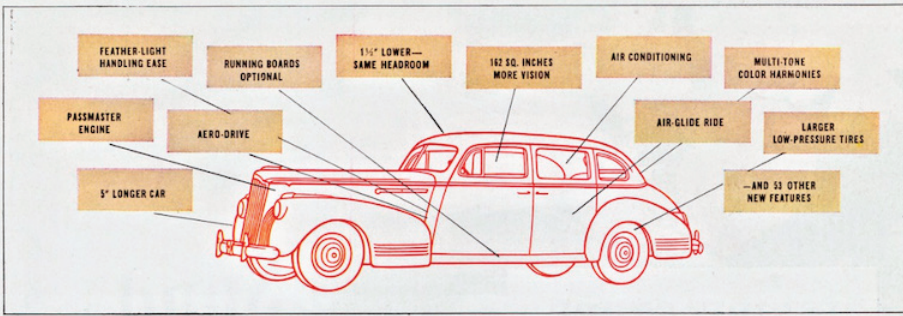 FEATHER-LIGHT
HANDLING EASE
RUNNING BOARDS
OPTIONAL
1½" LOWER—
SAME HEADROOM
162 SQ. INCHES
MORE VISION
AIR CONDITIONING
MULTI-TONE
COLOR HARMONIES
PASSMASTER
ENGINE
AERO-DRIVE
AIR-GLIDE RIDE
LARGER
LOW-PRESSURE TIRES
5" LONGER CAR
—AND 53 OTHER
NEW FEATURES